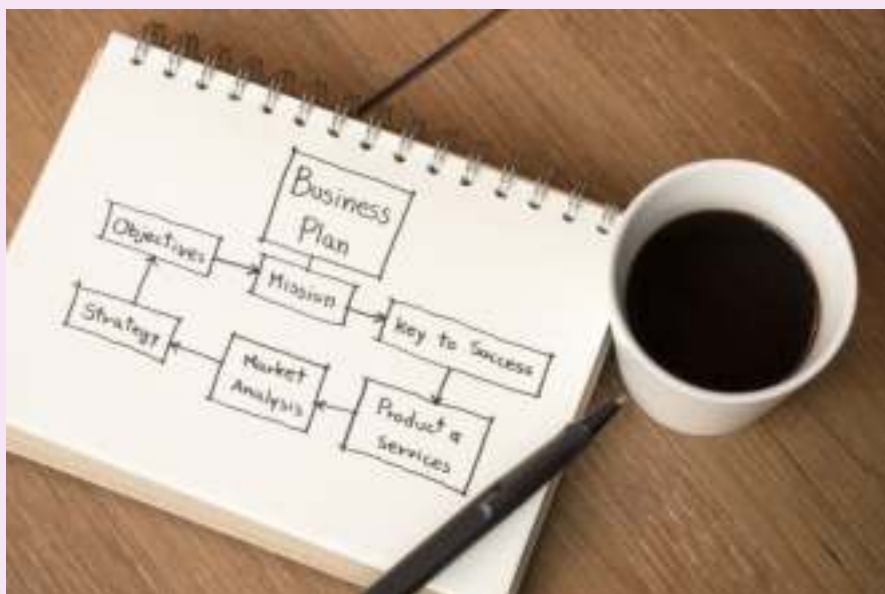 Business
Plan
Objectives
Mission
Key to Success
Strategy
Market
Analysis
Product &
services